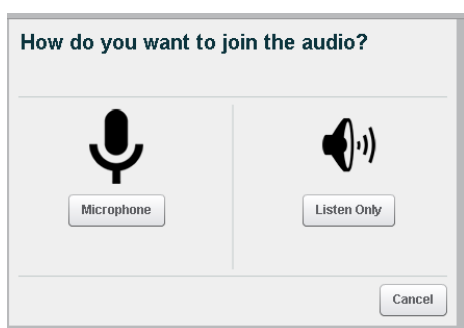 How do you want to join the audio?
Microphone
Listen Only
Cancel